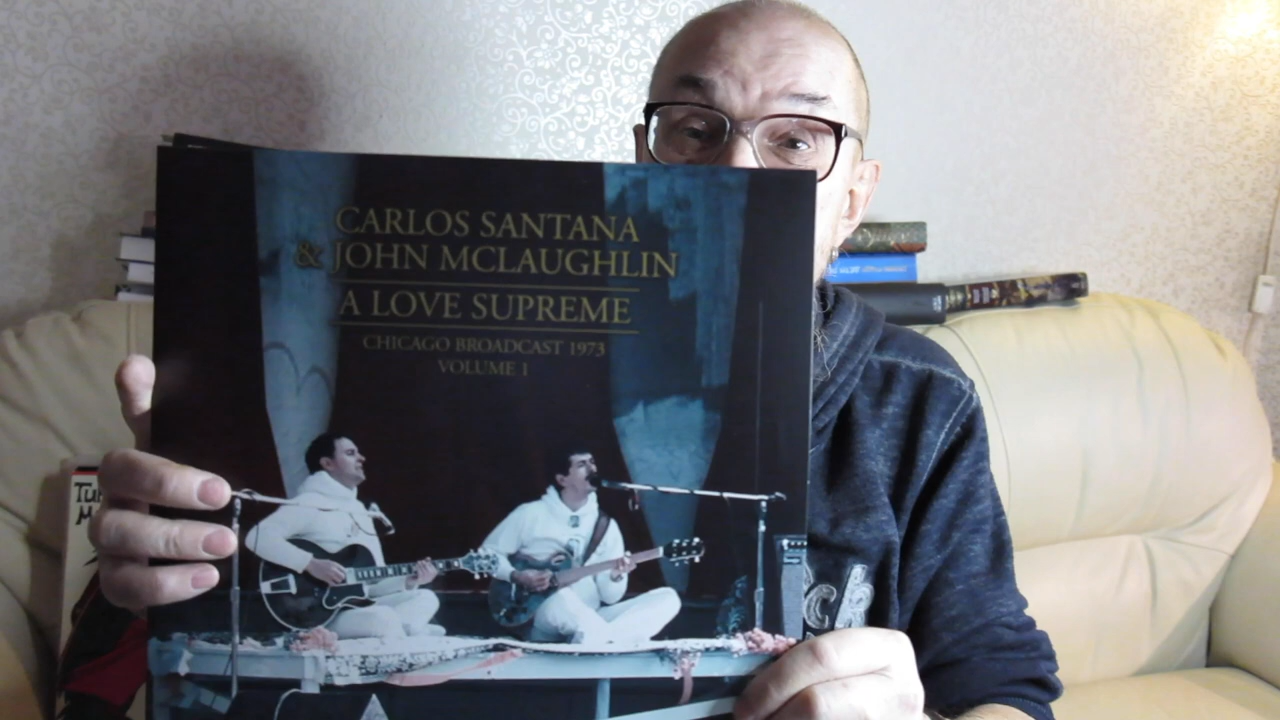 CARLOS SANTANA
& JOHN MCLAUGHLIN
A LOVE SUPREME
CHICAGO BROADCAST 1973
VOLUME 1